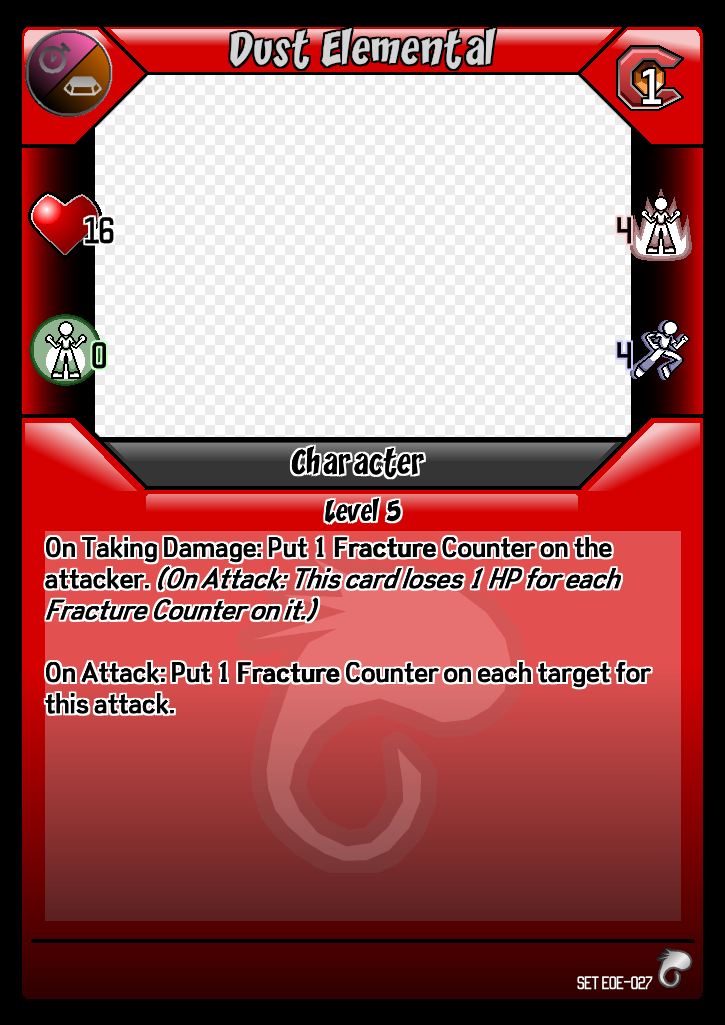 Dust Elemental
1
16
4
0
4
Character
Level 5
On Taking Damage: Put 1 Fracture Counter on the
attacker. (On Attack: This card loses 1 HP for each
Fracture Counter on it.)
On Attack: Put 1 Fracture Counter on each target for
this attack.
SET EOE-027